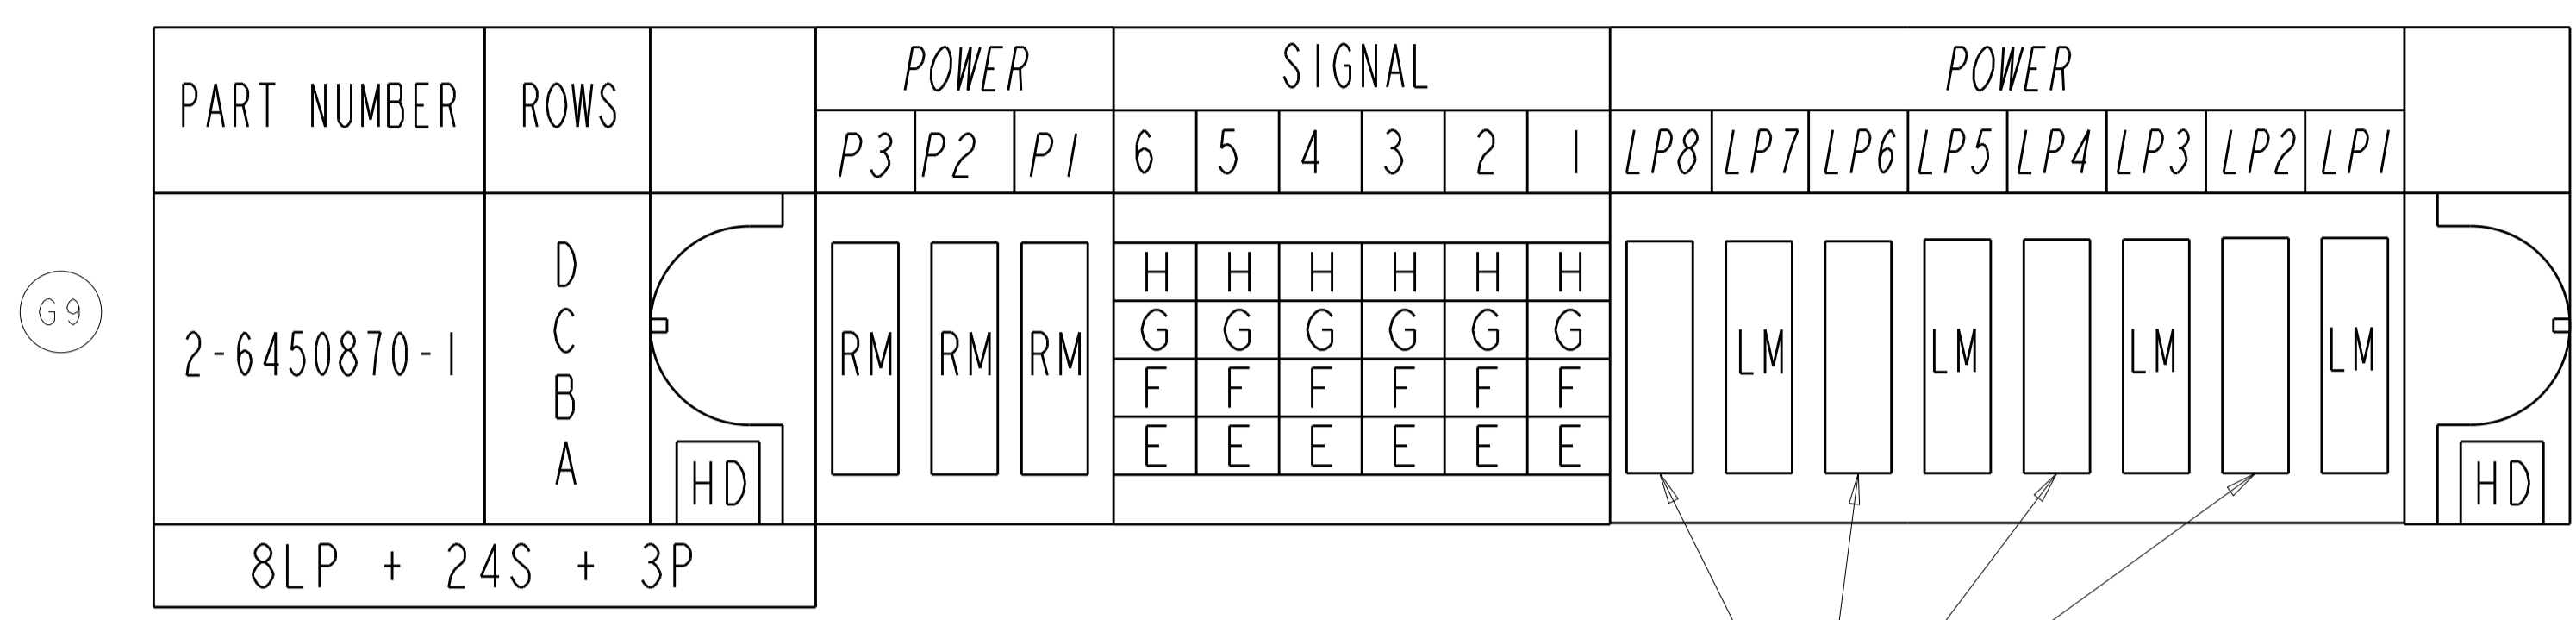 POWER SIGNAL POWER
PART NUMBER ROWS
P3 P2 P1 6 5 4 3 2 1 LP8 LP7 LP6 LP5 LP4 LP3 LP2 LP1
D H H H H H H
G9
C G G G G G G
2-6450870-1 RM RM RM LM LM LM LM
B F F F F F F
A E E E E E E
HD HD
8LP + 24S + 3P